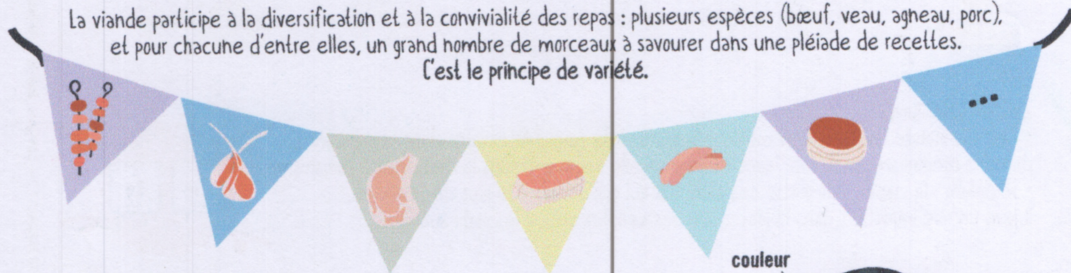 La viande participe à la diversification et à la convivialité des repas : plusieurs espèces (bœuf, veau, agneau, porc),
et pour chacune d'entre elles, un grand nombre de morceaux à savourer dans une pléiade de recettes.
C'est le principe de variété.
...
couleur